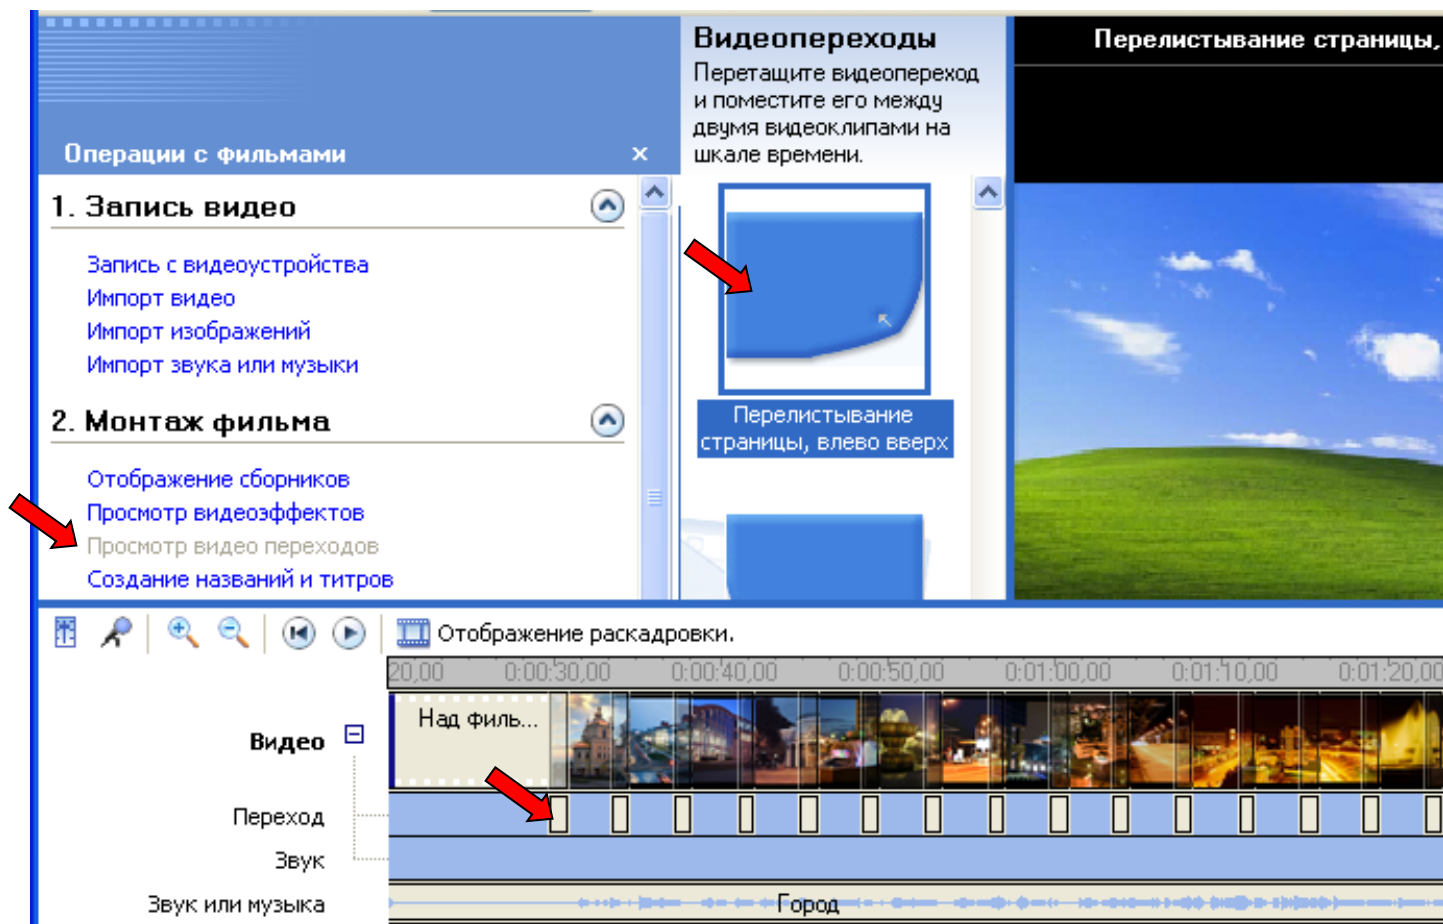 Видеопереходы
Перетащите видеопереход
и поместите его между
двумя видеоклипами на
шкале времени.
Перелистывание страницы,
Операции с фильмами
1. Запись видео
Запись с видеоустройства
Импорт видео
Импорт изображений
Импорт звука или музыки
2. Монтаж фильма
Отображение сборников
Просмотр видеоэффектов
Просмотр видео переходов
Создание названий и титров
Перелистывание
страницы, влево вверх
Отображение раскадровки.
20,00 0:00:30,00 0:00:40,00 0:00:50,00 0:01:00,00 0:01:10,00 0:01:20,00
Видео
Над филь...
Переход
Звук
Звук или музыка
Город